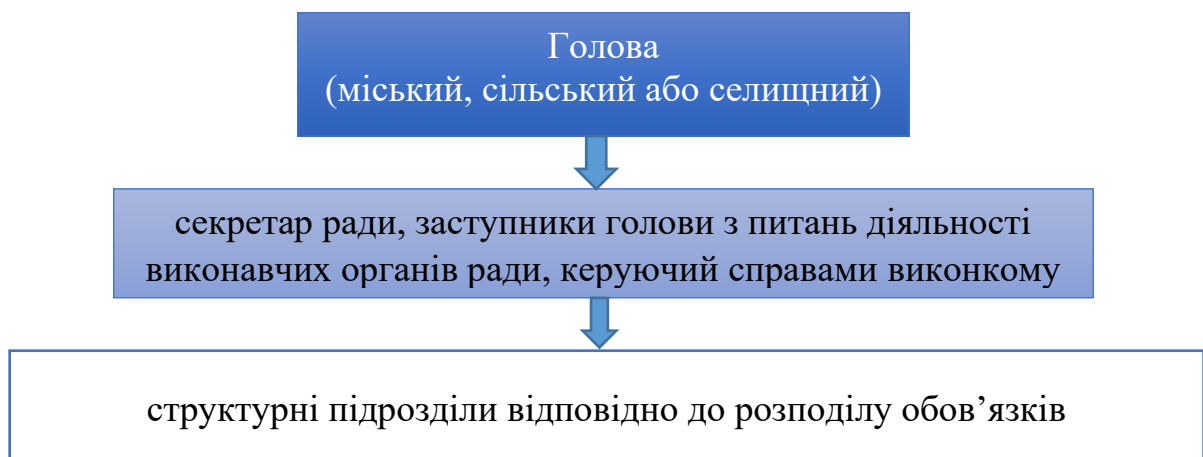 Голова
(міський, сільський або селищний)
секретар ради, заступники голови з питань діяльності
виконавчих органів ради, керуючий справами виконкому
структурні підрозділи відповідно до розподілу обов’язків